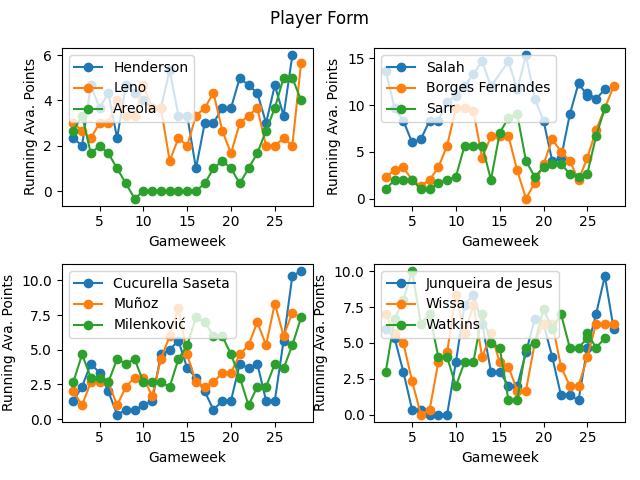 Player Form
6
4
2
0
Running Ava. Points
Henderson
Leno
Areola
5
10
15
20
25
Gameweek
15
10
5
0
Running Ava. Points
Salah
Borges Fernandes
Sarr
5
10
15
20
25
Gameweek
10.0
7.5
5.0
2.5
0.0
Running Ava. Points
Cucurella Saseta
Muñoz
Milenković
5
10
15
20
25
Gameweek
10.0
7.5
5.0
2.5
0.0
Running Ava. Points
Junqueira de Jesus
Wissa
Watkins
5
10
15
20
25
Gameweek